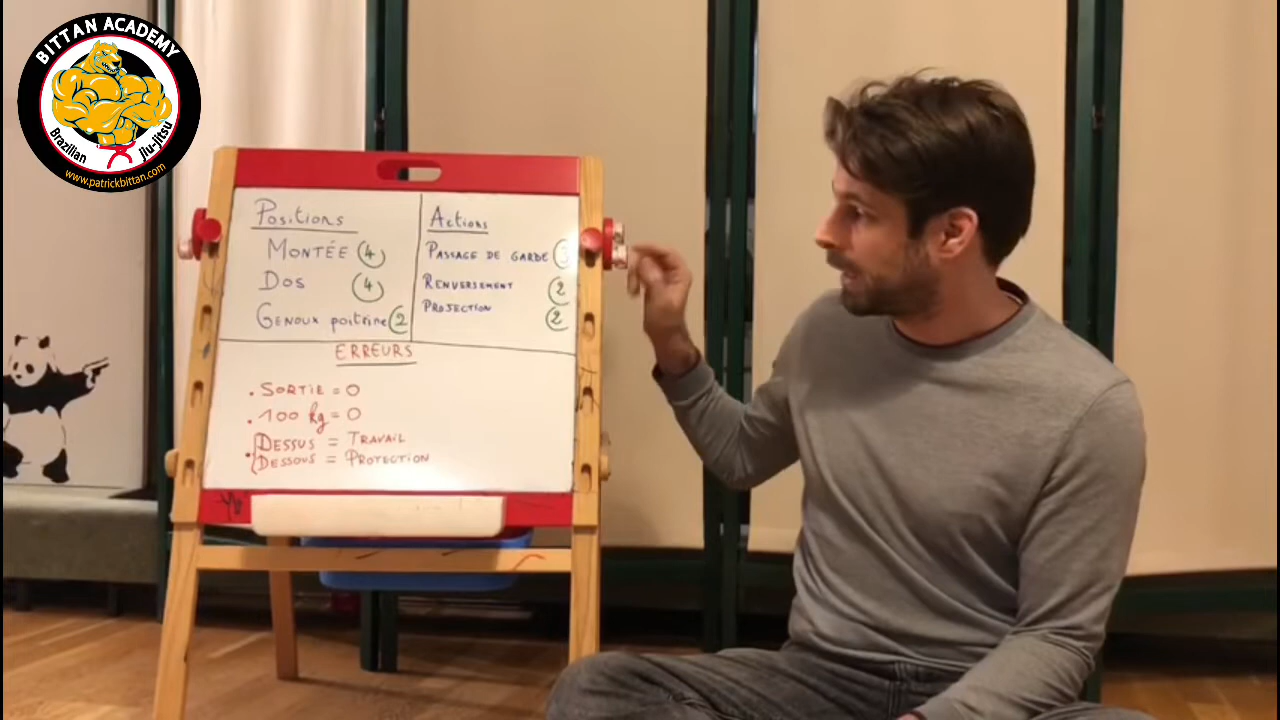 BITTAN ACADEMY
Brazilian Jiu-Jitsu
www.patrickbittan.com
Positions
MONTÉE 4
DOS 4
GENOUX poitrine 2
Actions
PASSAGE DE GARDE 3
RENVERSEMENT 2
PROJECTION 2
ERREURS
. SORTIE = 0
. 100 kg = 0
. DESSUS = TRAVAIL
DESSOUS = PROTECTION